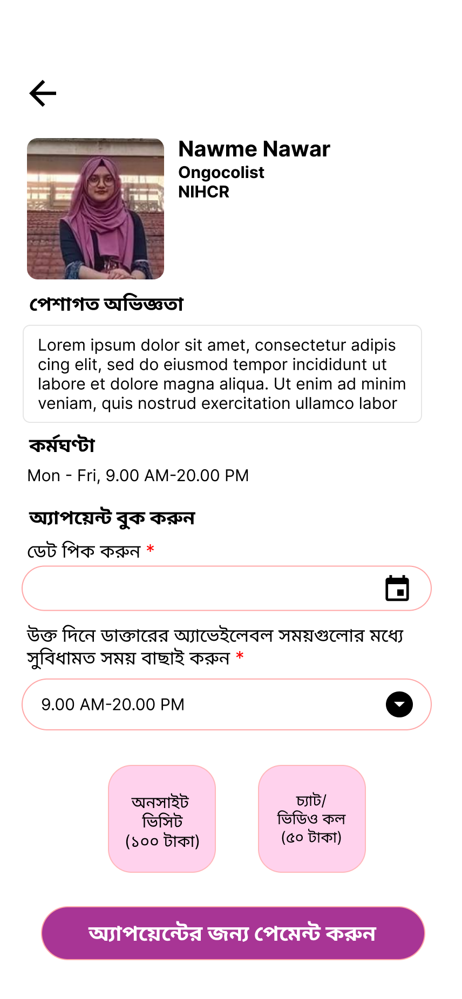 Nawme Nawar
Ongocolist
NIHCR
পেশাগত অভিজ্ঞতা
Lorem ipsum dolor sit amet, consectetur adipis
cing elit, sed do eiusmod tempor incididunt ut
labore et dolore magna aliqua. Ut enim ad minim
veniam, quis nostrud exercitation ullamco labor
কর্মঘণ্টা
Mon - Fri, 9.00 AM-20.00 PM
অ্যাপয়েন্ট বুক করুন
ডেট পিক করুন *
উক্ত দিনে ডাক্তারের অ্যাভেইলেবল সময়গুলোর মধ্যে
সুবিধামত সময় বাছাই করুন *
9.00 AM-20.00 PM
অনসাইট
ভিসিট
(১০০ টাকা)
চ্যাট/
ভিডিও কল
(৫০ টাকা)
অ্যাপয়েন্টের জন্য পেমেন্ট করুন